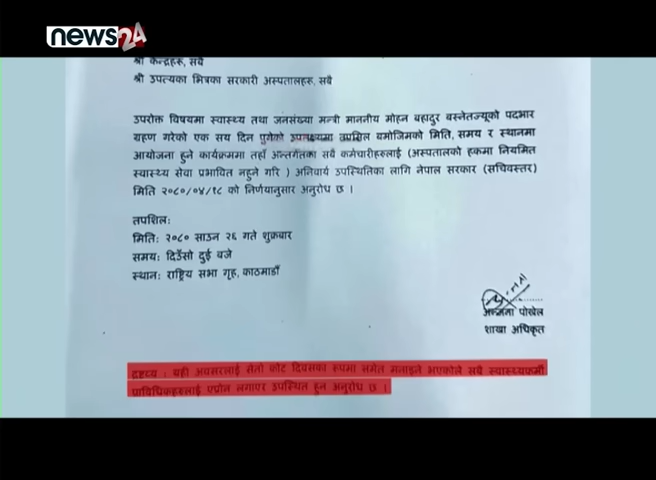 news24
श्री केन्द्रहरू, सबै
श्री उपत्यका भित्रका सरकारी अस्पतालहरू, सबै
उपरोक्त विषयमा स्वास्थ्य तथा जनसंख्या मन्त्री माननीय मोहन बहादुर बस्नेतज्यूको पदभार
ग्रहण गरेको एक सय दिन पुगेको उपलक्ष्यमा तपशिल बमोजिमको मिति, समय र स्थानमा
आयोजना हुने कार्यक्रममा तहाँ अन्तर्गतका सबै कर्मचारीहरुलाई (अस्पतालको हकमा नियमित
स्वास्थ्य सेवा प्रभावित नहुने गरि ) अनिवार्य उपस्थितिका लागि नेपाल सरकार (सचिवस्तर)
मिति २०८०/०४/१८ को निर्णयानुसार अनुरोध छ ।
तपशिल:
मिति: २०८० साउन २६ गते शुक्रबार
समय: दिउँसो दुई बजे
स्थान: राष्ट्रिय सभा गृह, काठमाडौं
अन्जना पोखेल
शाखा अधिकृत
द्रष्टव्य : यही अवसरलाई सेतो कोट दिवसका रुपमा समेत मनाइने भएकोले सबै स्वास्थ्यकर्मी
प्राविधिकहरुलाई एप्रोन लगाएर उपस्थित हुन अनुरोध छ ।